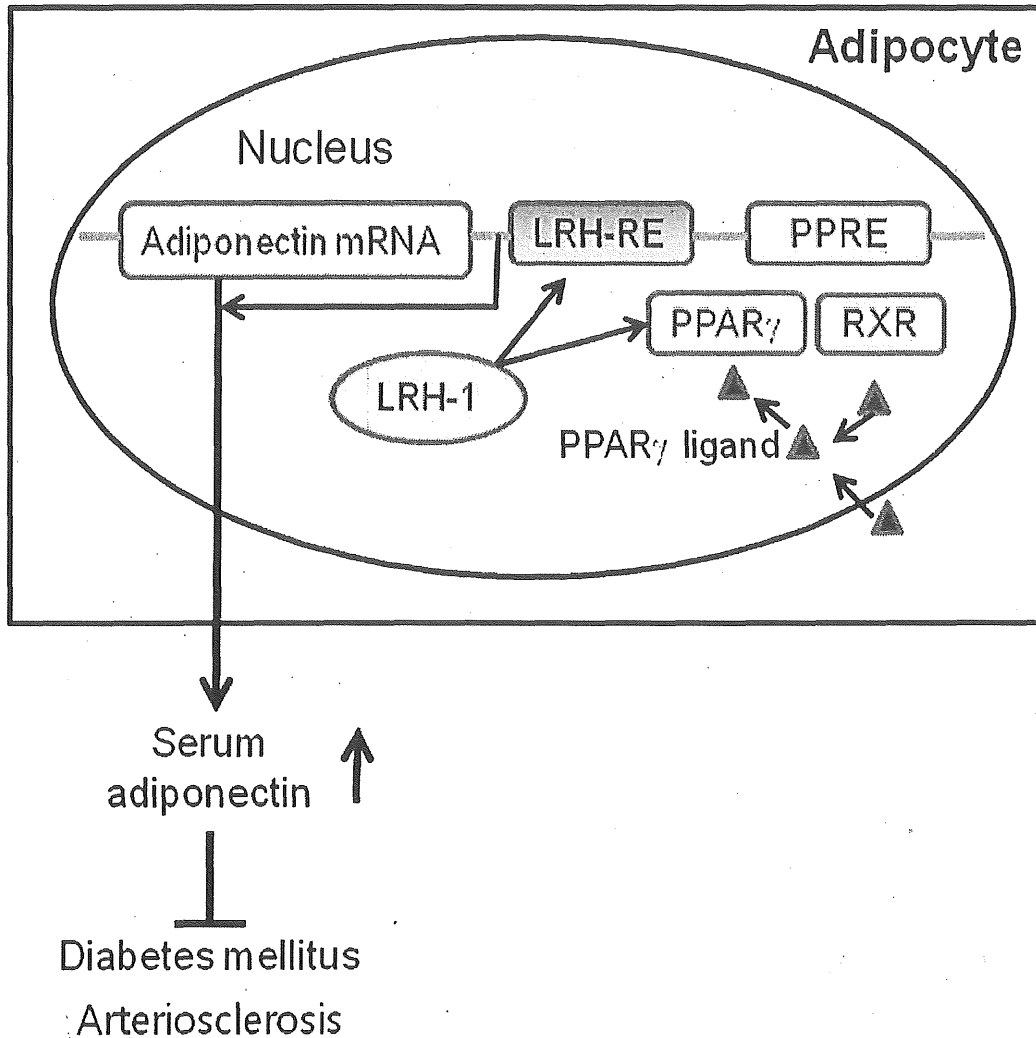 Adipocyte
Nucleus
Adiponectin mRNA
LRH-RE
PPRE
PPARγ
RXR
LRH-1
PPARγ ligand
Serum
adiponectin
Diabetes mellitus
Arteriosclerosis